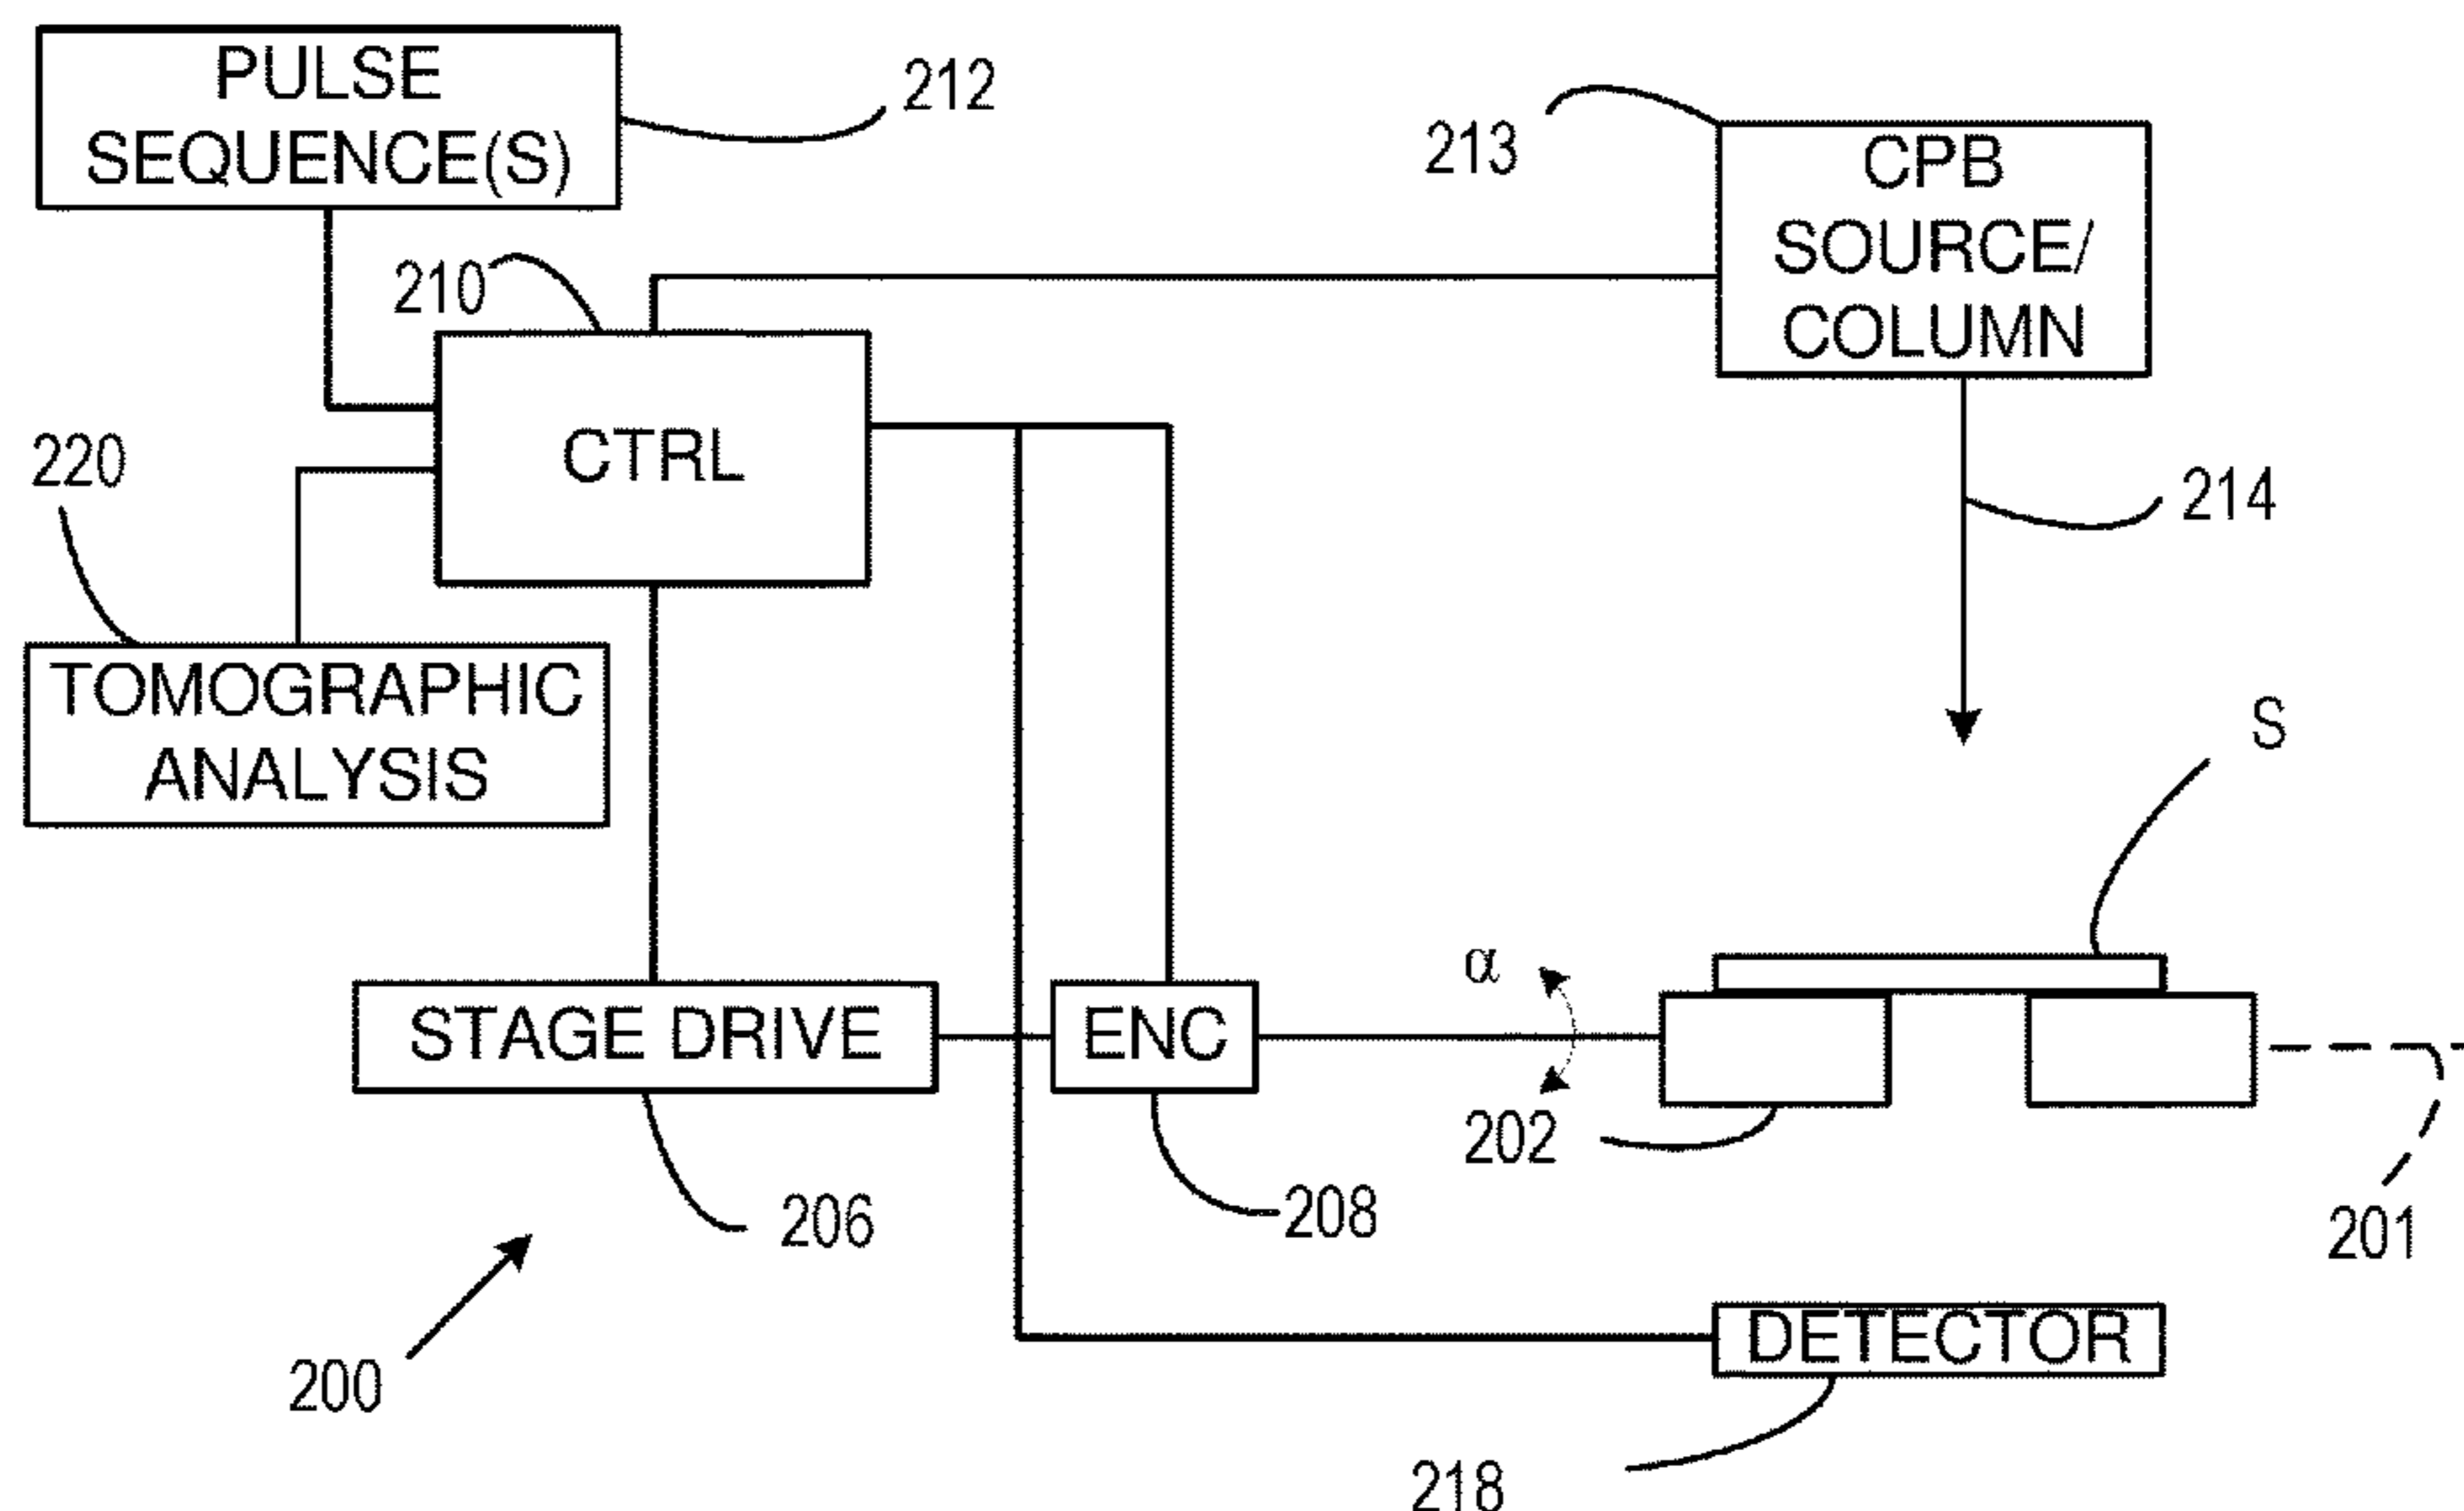 PULSE
SEQUENCE(S)
212
213
CPB
SOURCE/
COLUMN
210
CTRL
220
214
TOMOGRAPHIC
ANALYSIS
S
α
STAGE DRIVE
ENC
202
206
208
201
200
DETECTOR
218